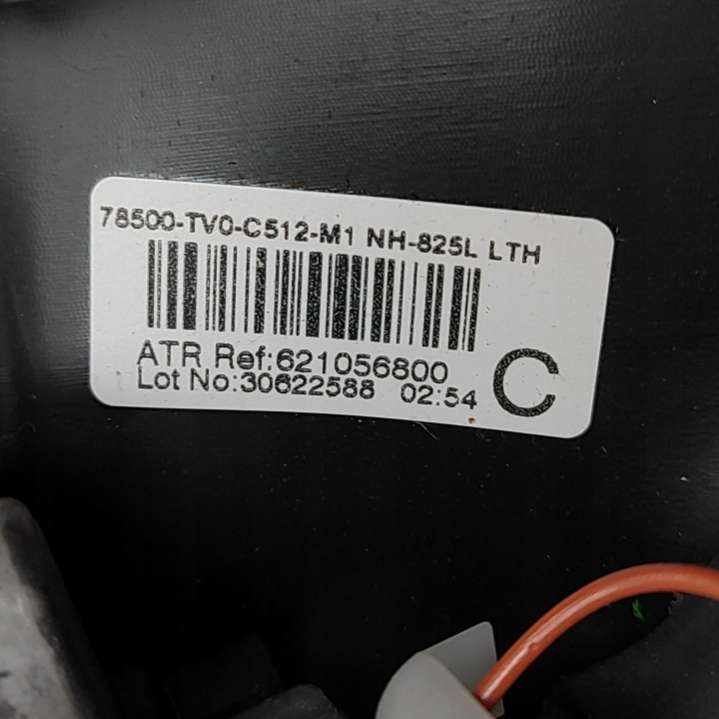 78500-TV0-C512-M1 NH-825L LTH
ATR Ref:621056800
Lot No:30622588 02:54
C